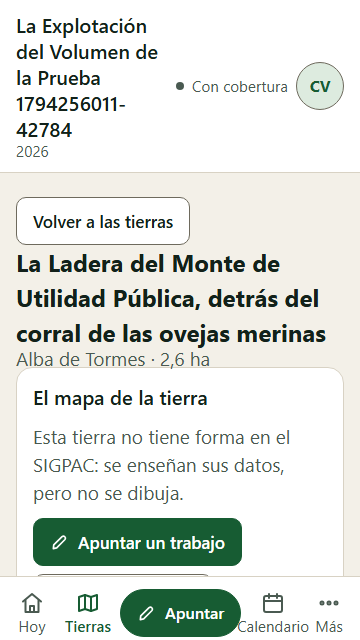 La Explotación
del Volumen de
la Prueba
1794256011-
42784
2026
Con cobertura
CV
Volver a las tierras
La Ladera del Monte de
Utilidad Pública, detrás del
corral de las ovejas merinas
Alba de Tormes · 2,6 ha
El mapa de la tierra
Esta tierra no tiene forma en el
SIGPAC: se enseñan sus datos,
pero no se dibuja.
Apuntar un trabajo
Hoy
Tierras
Apuntar
Calendario
Más